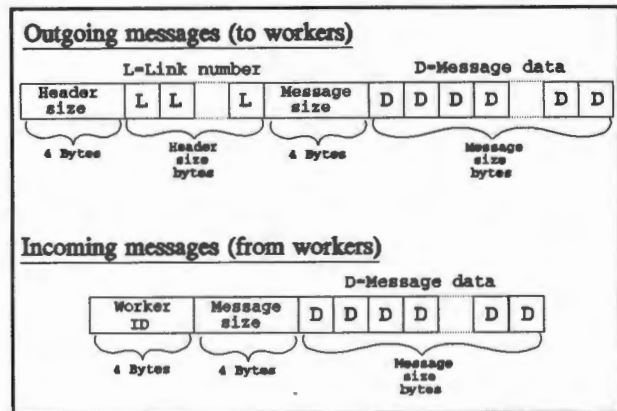 Outgoing messages (to workers)
L=Link number D=Message data
Header size L L L Message size D D D D D D
4 Bytes Header size bytes 4 Bytes Message size bytes
Incoming messages (from workers)
D=Message data
Worker ID Message size D D D D D D
4 Bytes 4 Bytes Message size bytes